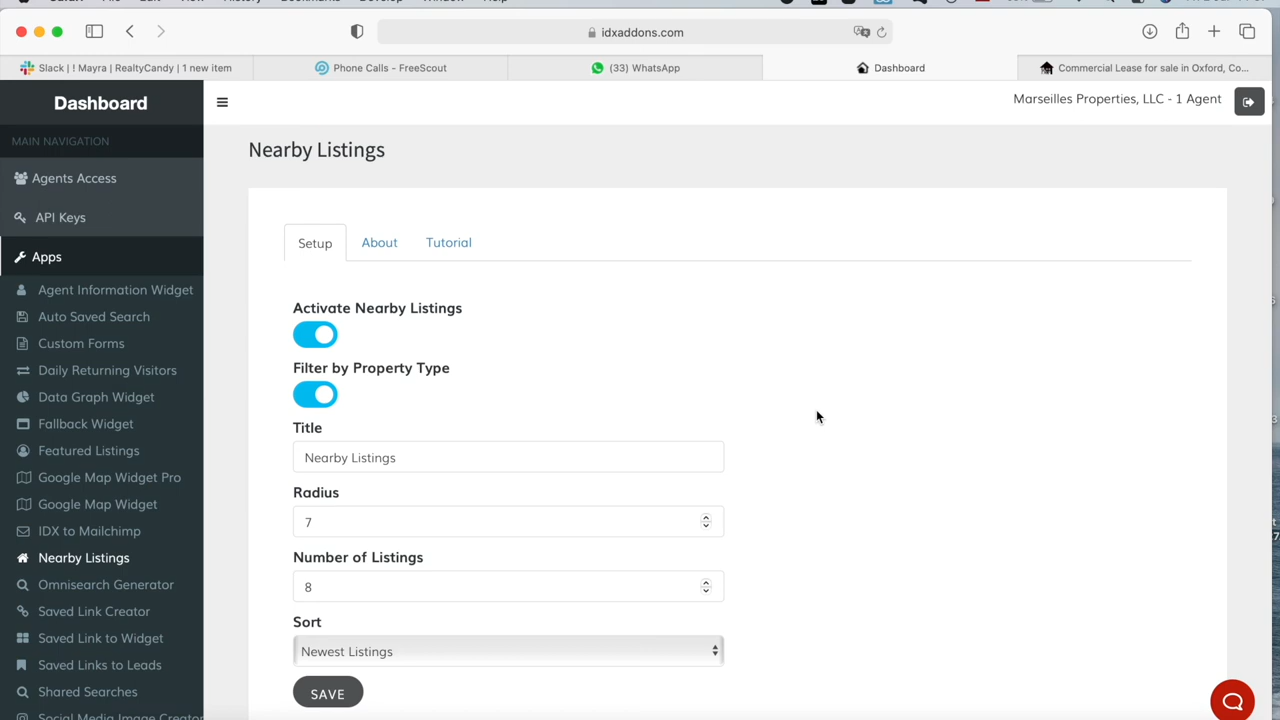 idxaddons.com
Slack | ! Mayra | RealtyCandy | 1 new item
Phone Calls – FreeScout
(33) WhatsApp
Dashboard
Commercial Lease for sale in Oxford, Co...
Dashboard
Marseilles Properties, LLC - 1 Agent
MAIN NAVIGATION
Agents Access
API Keys
Apps
Agent Information Widget
Auto Saved Search
Custom Forms
Daily Returning Visitors
Data Graph Widget
Fallback Widget
Featured Listings
Google Map Widget Pro
Google Map Widget
IDX to Mailchimp
Nearby Listings
Omnisearch Generator
Saved Link Creator
Saved Link to Widget
Saved Links to Leads
Shared Searches
Social Media Image Creator
Nearby Listings
Setup
About
Tutorial
Activate Nearby Listings
Filter by Property Type
Title
Nearby Listings
Radius
7
Number of Listings
8
Sort
Newest Listings
SAVE